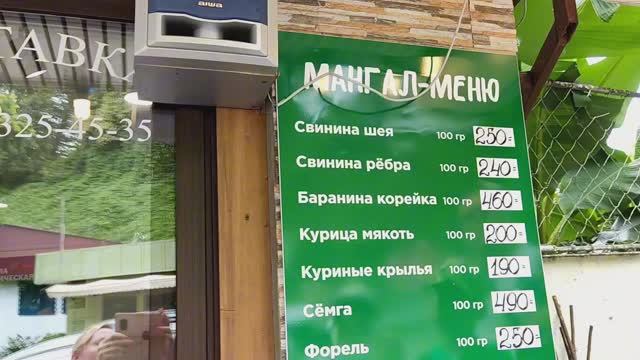 aiwa
МАНГАЛ-МЕНЮ
Свинина шея 100 гр 250=
Свинина рёбра 100 гр 240=
Баранина корейка 100 гр 460=
Курица мякоть 100 гр 200=
Куриные крылья 100 гр 190=
Сёмга 100 гр 490=
Форель 100 гр 250=
325-45-35